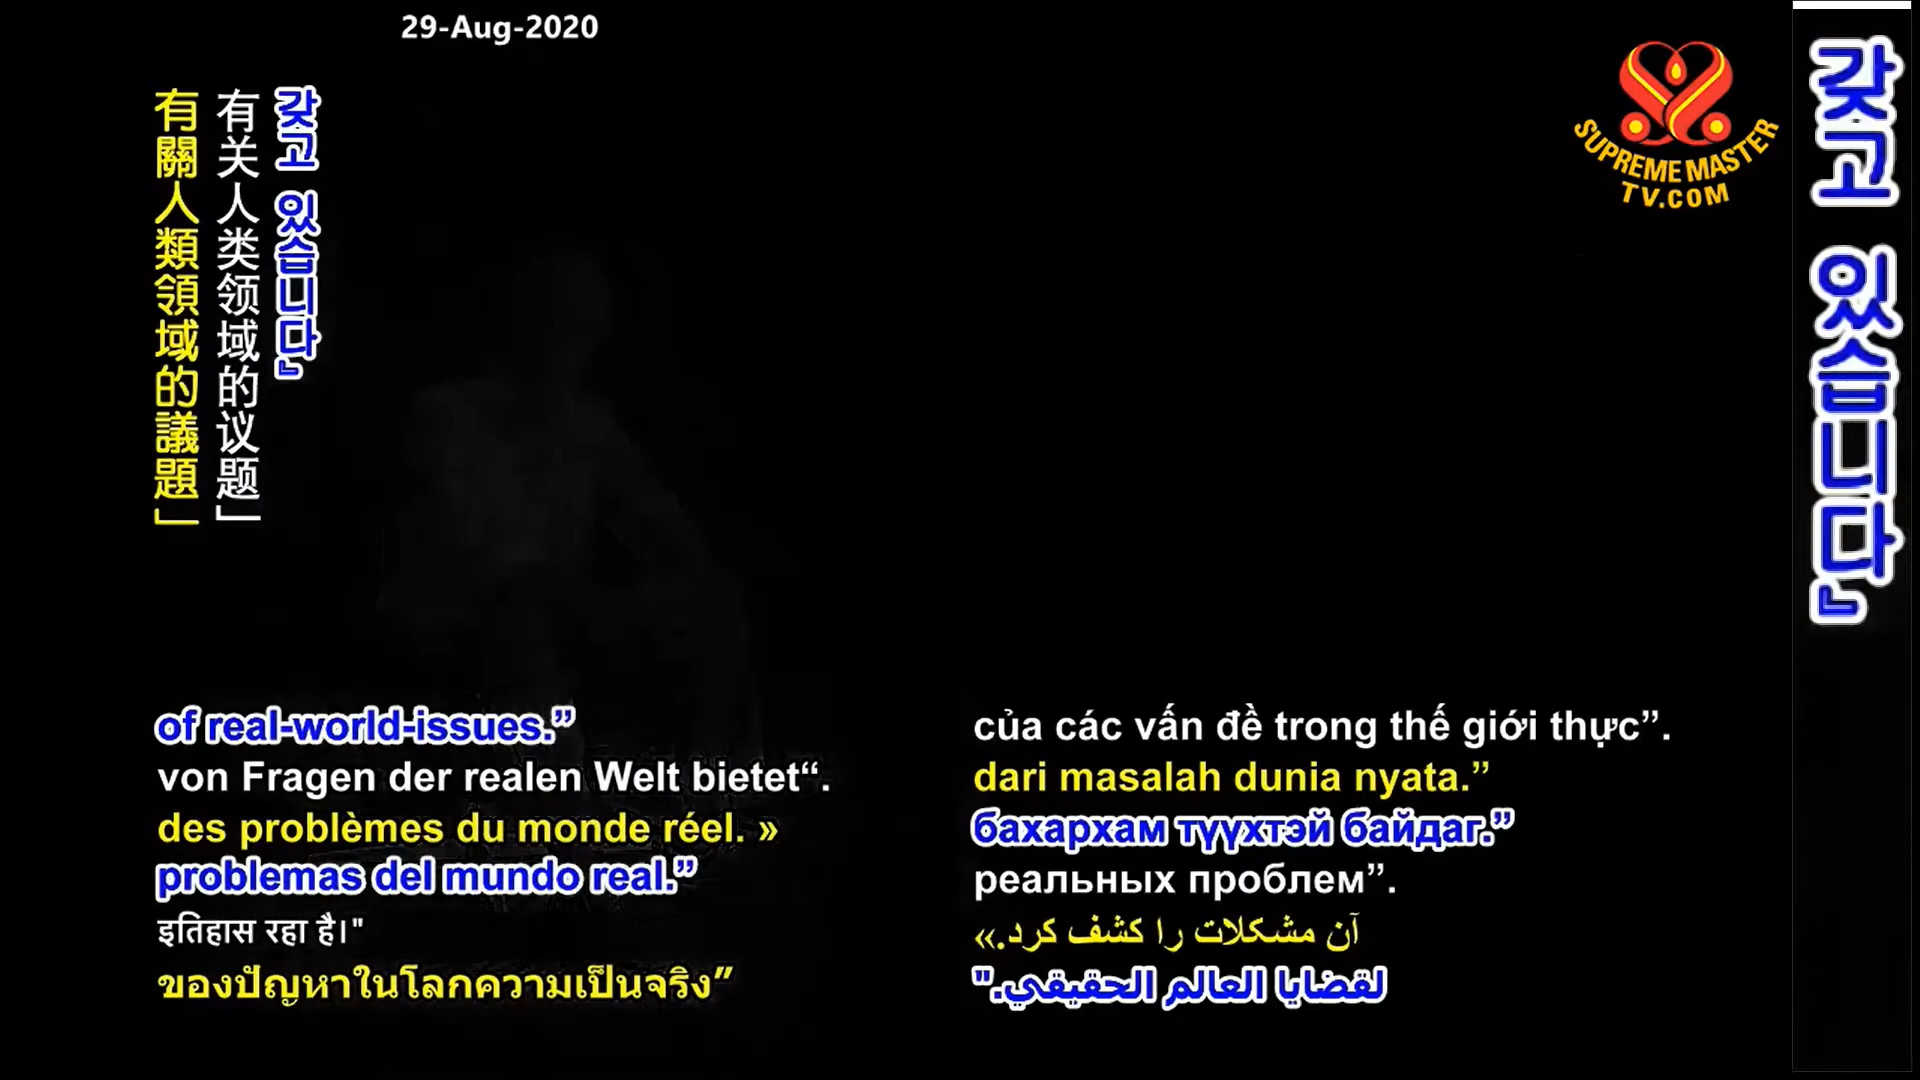 29-Aug-2020
SUPREME MASTER
TV.COM
갖고 있습니다』
有关人类领域的议题」
有關人類領域的議題」
갖고 있습니다』
of real-world-issues.”
von Fragen der realen Welt bietet“.
des problèmes du monde réel. »
problemas del mundo real.”
इतिहास रहा है।"
ของปัญหาในโลกความเป็นจริง”
của các vấn đề trong thế giới thực”.
dari masalah dunia nyata.”
бахархам түүхтэй байдаг.”
реальных проблем”.
آن مشکلات را کشف کرد.»
لقضايا العالم الحقيقي."